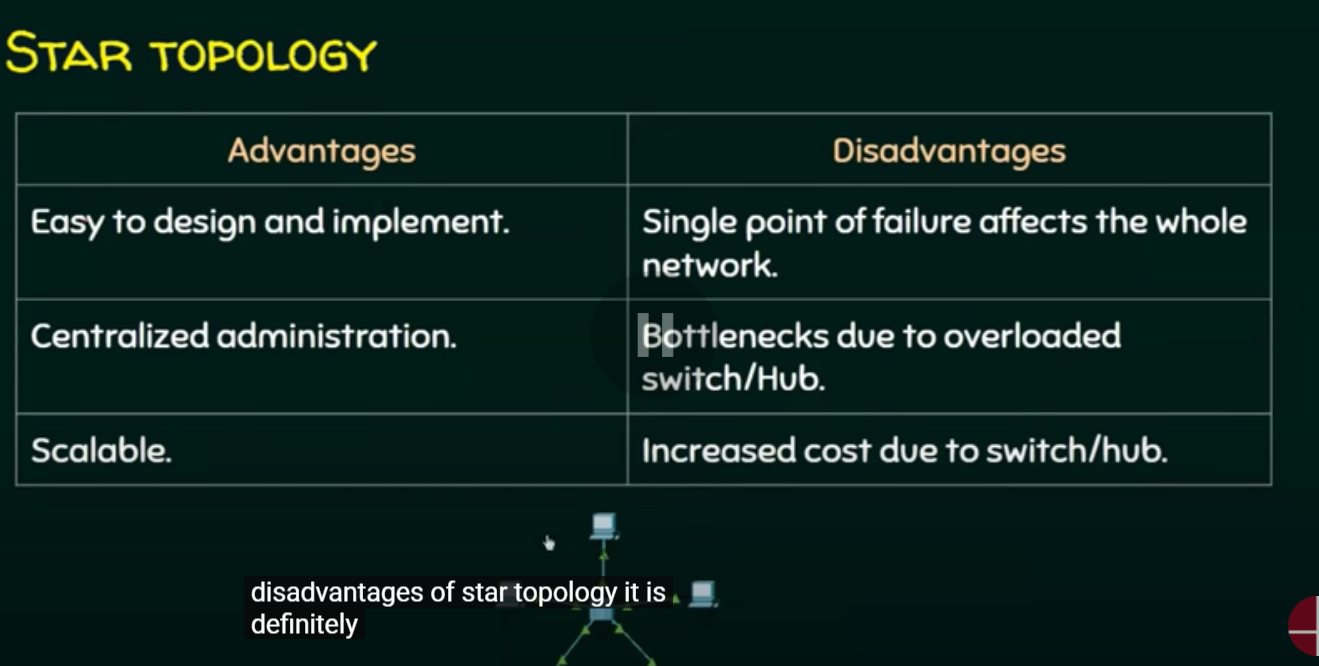 STAR TOPOLOGY
Advantages
Disadvantages
Easy to design and implement.
Single point of failure affects the whole
network.
Centralized administration.
Bottlenecks due to overloaded
switch/Hub.
Scalable.
Increased cost due to switch/hub.
disadvantages of star topology it is
definitely